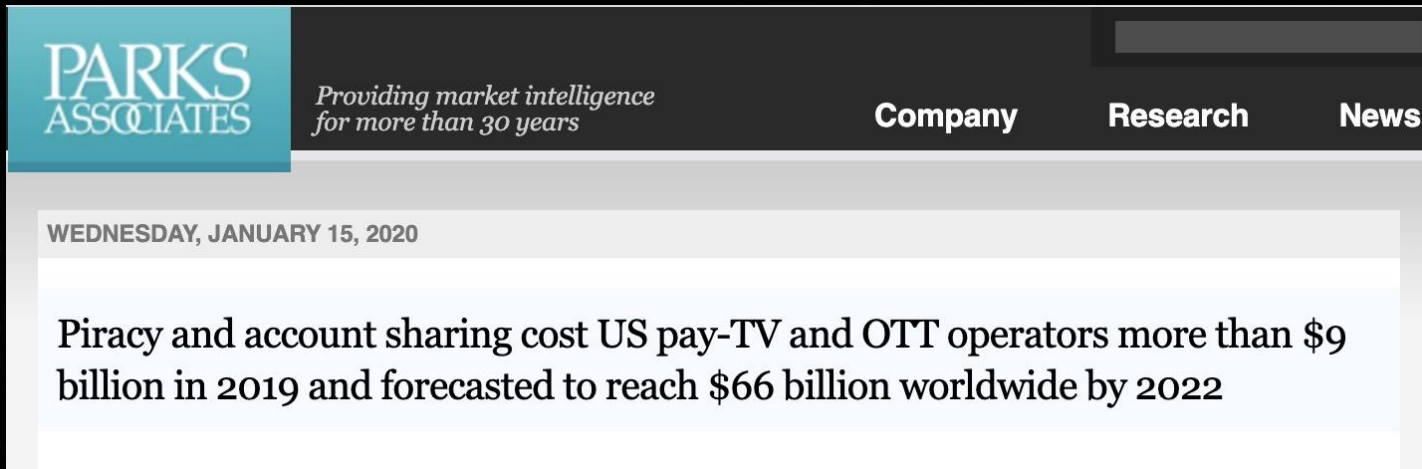 PARKS
ASSOCIATES
Providing market intelligence
for more than 30 years
Company
Research
News
WEDNESDAY, JANUARY 15, 2020
Piracy and account sharing cost US pay-TV and OTT operators more than $9
billion in 2019 and forecasted to reach $66 billion worldwide by 2022